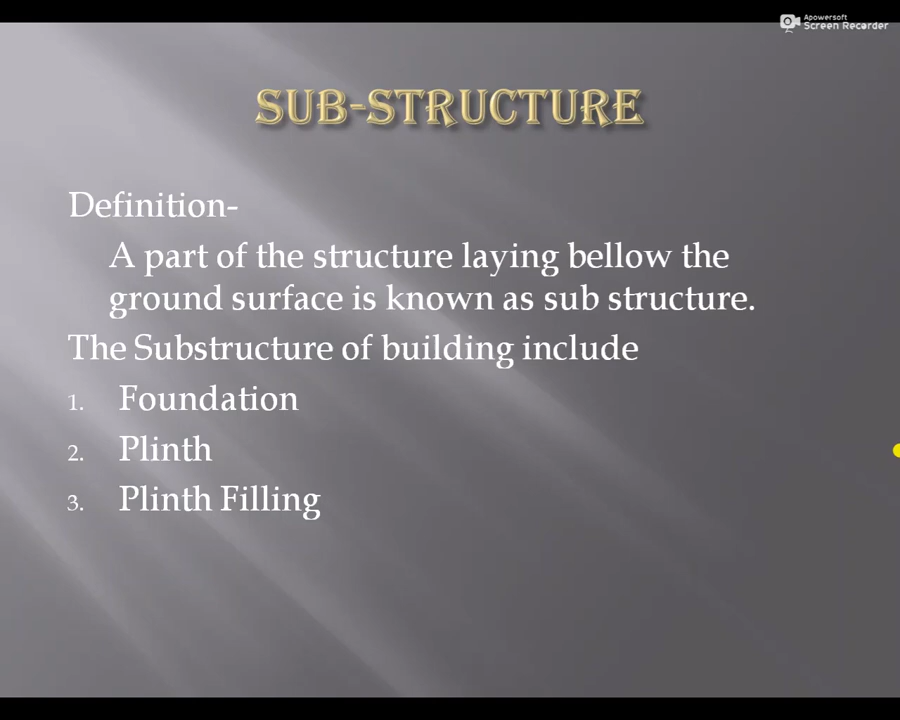 Apowersoft
Screen Recorder
SUB-STRUCTURE
Definition-
A part of the structure laying bellow the
ground surface is known as sub structure.
The Substructure of building include
1. Foundation
2. Plinth
3. Plinth Filling